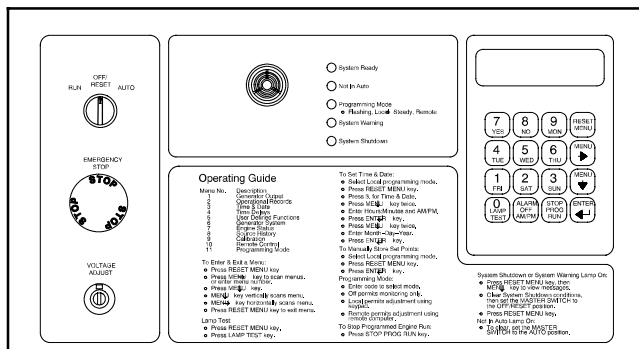 OFF/
RESET
RUN
AUTO
EMERGENCY
STOP
STOP
STOP
STOP
VOLTAGE
ADJUST
System Ready
Not In Auto
Programming Mode
• Flashing, Local Steady, Remote
System Warning
System Shutdown
7
YES
8
NO
9
MON
RESET
MENU
4
TUE
5
WED
6
THU
MENU
1
FRI
2
SAT
3
SUN
MENU
0
LAMP
TEST
ALARM
OFF
AM/PM
STOP
PROG
RUN
ENTER
Operating Guide
Menu No. Description
1 Generator Output
2 Operational Records
3 Time & Date
4 Time Delays
5 User Defined Functions
6 Generator System
7 Engine Status
8 Source History
9 Calibration
10 Remote Control
11 Programming Mode
To Enter & Exit a Menu:
• Press RESET MENU key
• Press MENU key to scan menus.
or enter menu number.
• Press MENU key.
• MENU key vertically scans menu.
• MENU key horizontally scans menu.
• Press RESET MENU key to exit menu.
Lamp Test
• Press RESET MENU key.
• Press LAMP TEST key.
To Set Time & Date:
• Select Local programming mode.
• Press RESET MENU key.
• Press 3, for Time & Date.
• Press MENU key twice.
• Enter Hours/Minutes and AM/PM.
• Press ENTER key.
• Press MENU key twice.
• Enter Month-Day-Year.
• Press ENTER key.
To Manually Store Set Points:
• Select Local programming mode.
• Press RESET MENU key.
• Press ENTER key.
Programming Mode:
• Enter code to select mode.
• Off permits monitoring only.
• Local permits adjustment using
keypad.
• Remote permits adjustment using
remote computer.
To Stop Programmed Engine Run:
• Press STOP PROG RUN key.
System Shutdown or System Warning Lamp On:
• Press RESET MENU key, then
MENU key to view messages.
• Clear System Shutdown conditions,
then set the MASTER SWITCH to
the OFF/RESET position.
Not In Auto Lamp On:
• To clear, set the MASTER
SWITCH to the AUTO position.